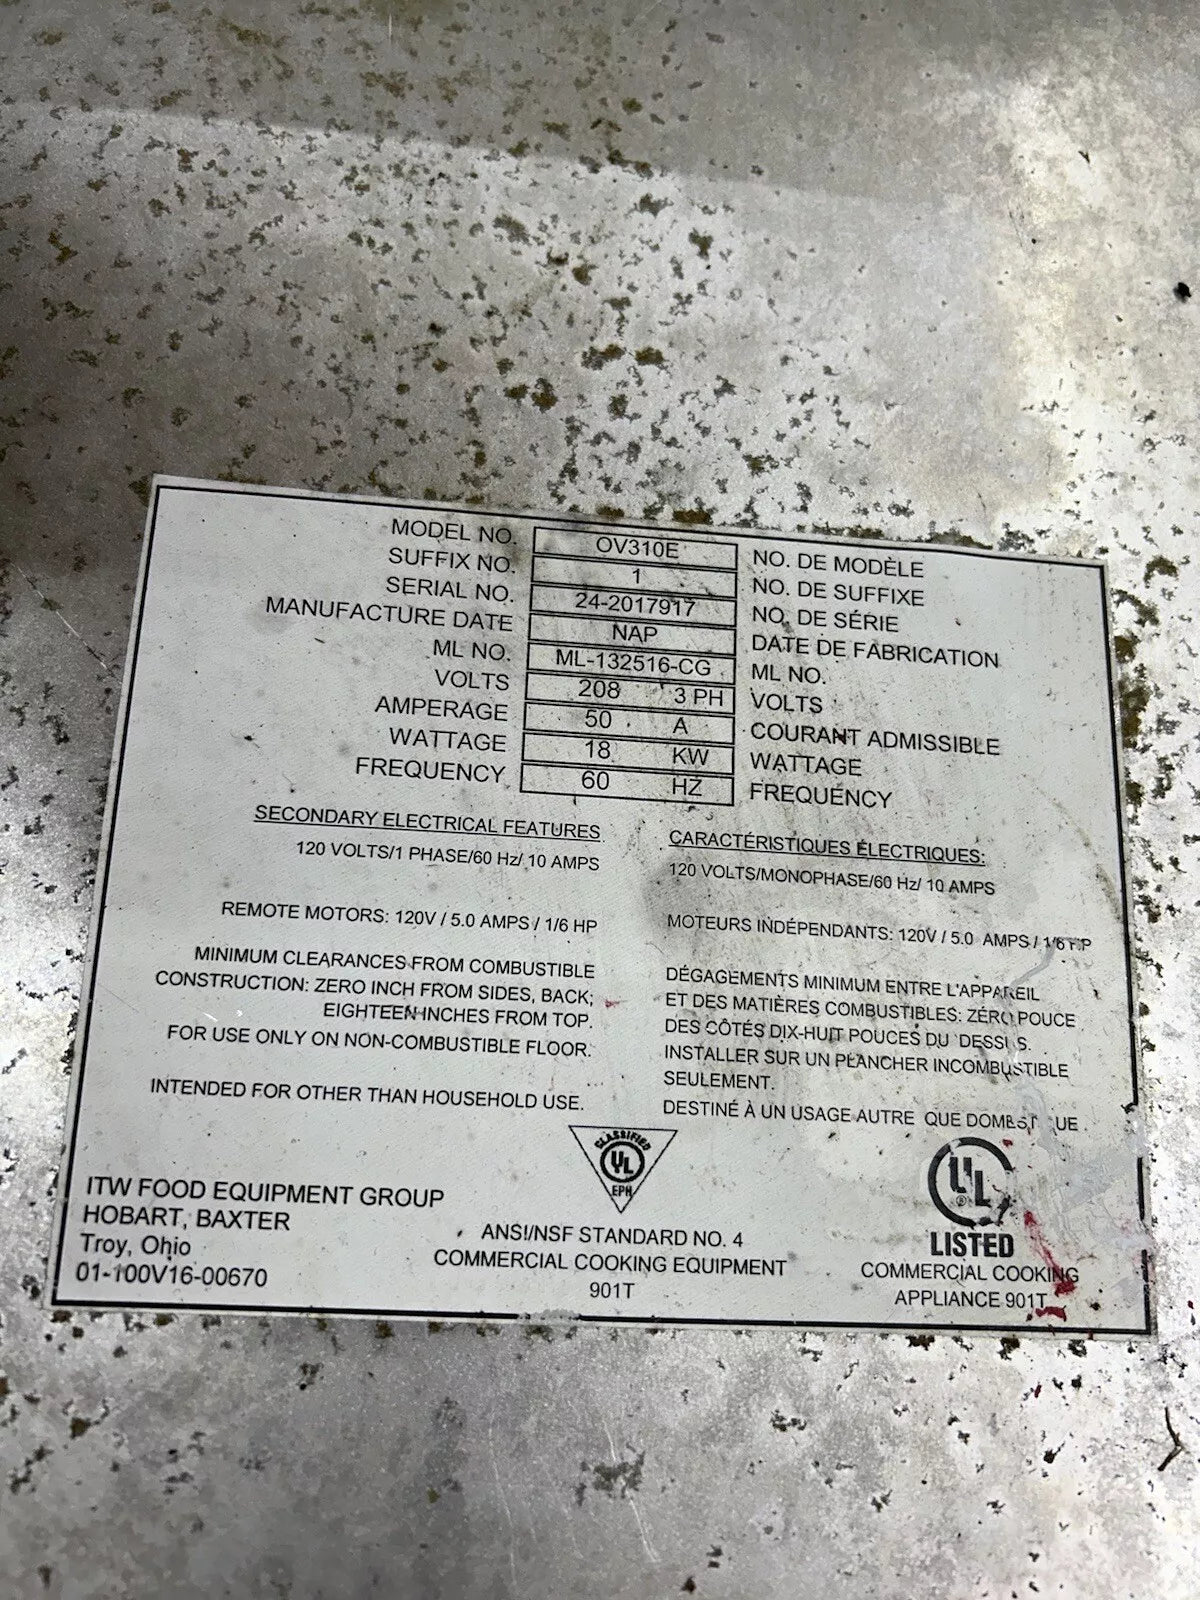 MODEL NO. OV310E NO. DE MODÈLE
SUFFIX NO. 1 NO. DE SUFFIXE
SERIAL NO. 24-2017917 NO. DE SÉRIE
MANUFACTURE DATE NAP DATE DE FABRICATION
ML NO. ML-132516-CG ML NO.
VOLTS 208 3 PH VOLTS
AMPERAGE 50 A COURANT ADMISSIBLE
WATTAGE 18 KW WATTAGE
FREQUENCY 60 HZ FREQUENCY
SECONDARY ELECTRICAL FEATURES
120 VOLTS/1 PHASE/60 Hz/ 10 AMPS
REMOTE MOTORS: 120V / 5.0 AMPS / 1/6 HP
MINIMUM CLEARANCES FROM COMBUSTIBLE
CONSTRUCTION: ZERO INCH FROM SIDES, BACK;
EIGHTEEN INCHES FROM TOP.
FOR USE ONLY ON NON-COMBUSTIBLE FLOOR.
INTENDED FOR OTHER THAN HOUSEHOLD USE.
CARACTÉRISTIQUES ÉLECTRIQUES:
120 VOLTS/MONOPHASE/60 Hz/ 10 AMPS
MOTEURS INDÉPENDANTS: 120V / 5.0 AMPS / 1/6 HP
DÉGAGEMENTS MINIMUM ENTRE L'APPAREIL
ET DES MATIÈRES COMBUSTIBLES: ZÉRO POUCE
DES CÔTÉS DIX-HUIT POUCES DU DESSUS.
INSTALLER SUR UN PLANCHER INCOMBUSTIBLE
SEULEMENT.
DESTINÉ À UN USAGE AUTRE QUE DOMESTIQUE
ITW FOOD EQUIPMENT GROUP
HOBART, BAXTER
Troy, Ohio
01-100V16-00670
CLASSIFIED
UL
EPH
ANSI/NSF STANDARD NO. 4
COMMERCIAL COOKING EQUIPMENT
901T
UL
®
LISTED
COMMERCIAL COOKING
APPLIANCE 901T